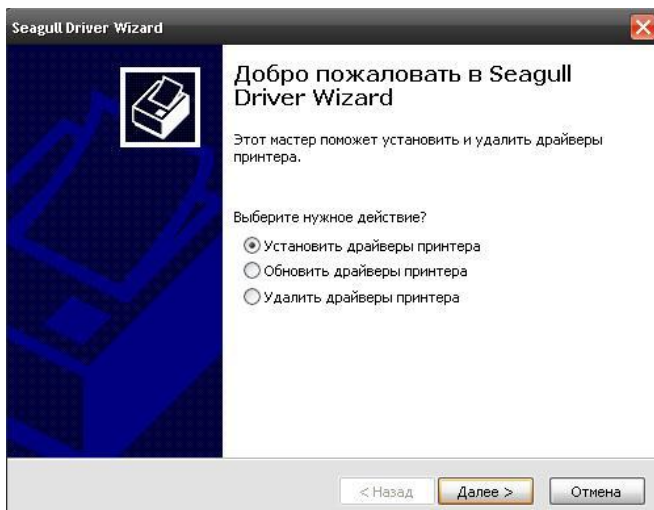 Seagull Driver Wizard
Добро пожаловать в Seagull
Driver Wizard
Этот мастер поможет установить и удалить драйверы
принтера.
Выберите нужное действие?
Установить драйверы принтера
Обновить драйверы принтера
Удалить драйверы принтера
< Назад Далее > Отмена